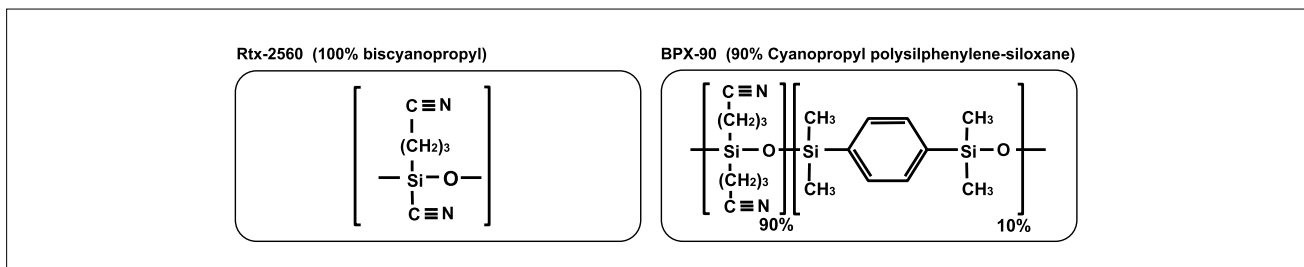 Rtx-2560 (100% biscyanopropyl)
C≡N
(CH₂)₃
Si O
C≡N
BPX-90 (90% Cyanopropyl polysilphenylene-siloxane)
C≡N
(CH₂)₃
CH₃
CH₃
Si O Si
Si O
(CH₂)₃
CH₃
CH₃
C≡N
90%
10%